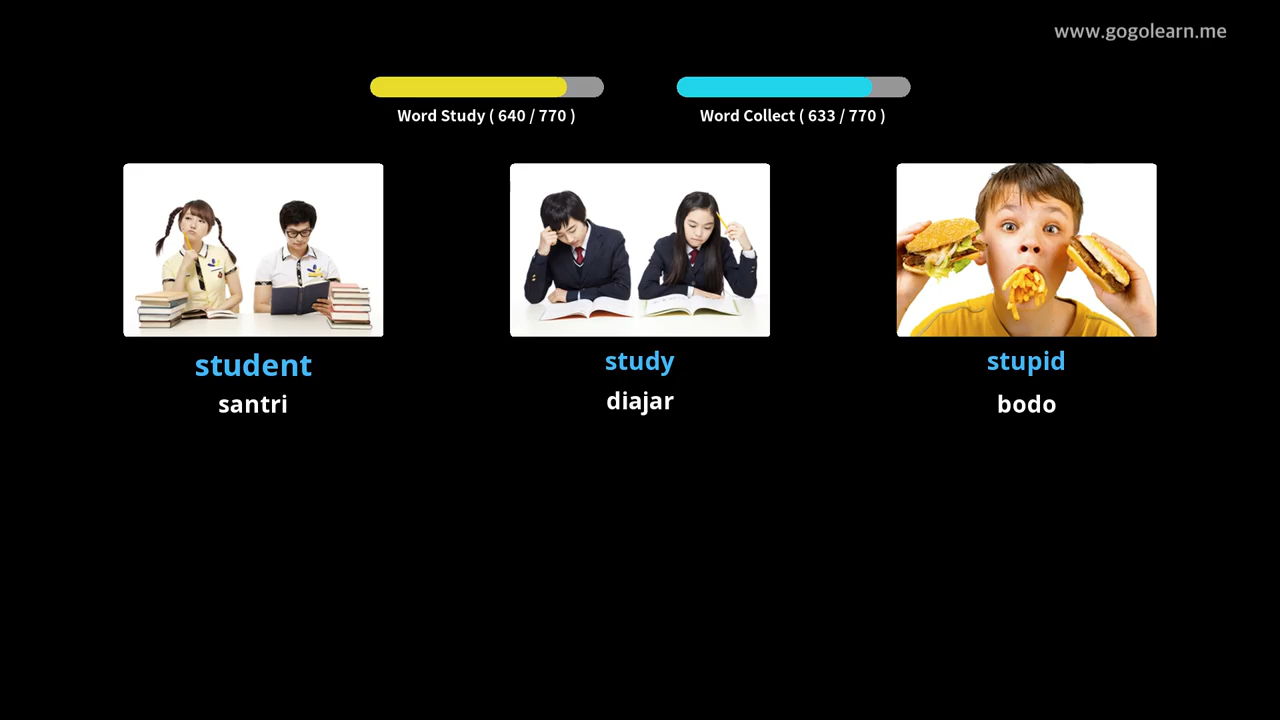 www.gogolearn.me
Word Study ( 640 / 770 )
Word Collect ( 633 / 770 )
student
santri
study
diajar
stupid
bodo